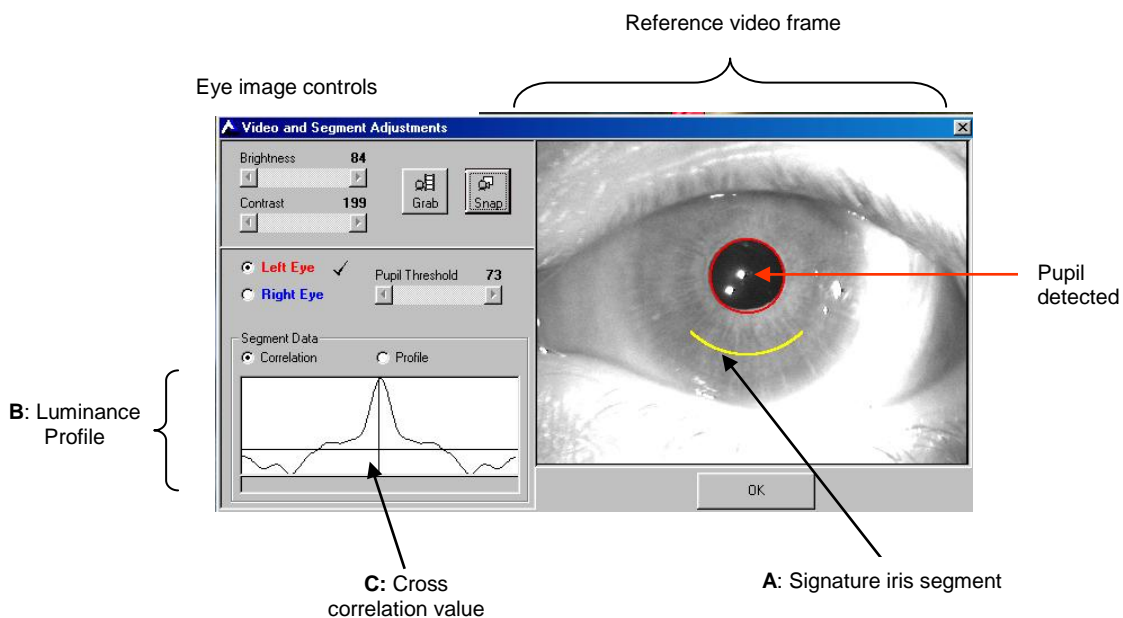 Reference video frame
Eye image controls
Video and Segment Adjustments
Brightness 84
Contrast 199
Grab
Snap
Left Eye
Right Eye
Pupil Threshold 73
Segment Data
Correlation
Profile
OK
Pupil
detected
B: Luminance
Profile
C: Cross
correlation value
A: Signature iris segment